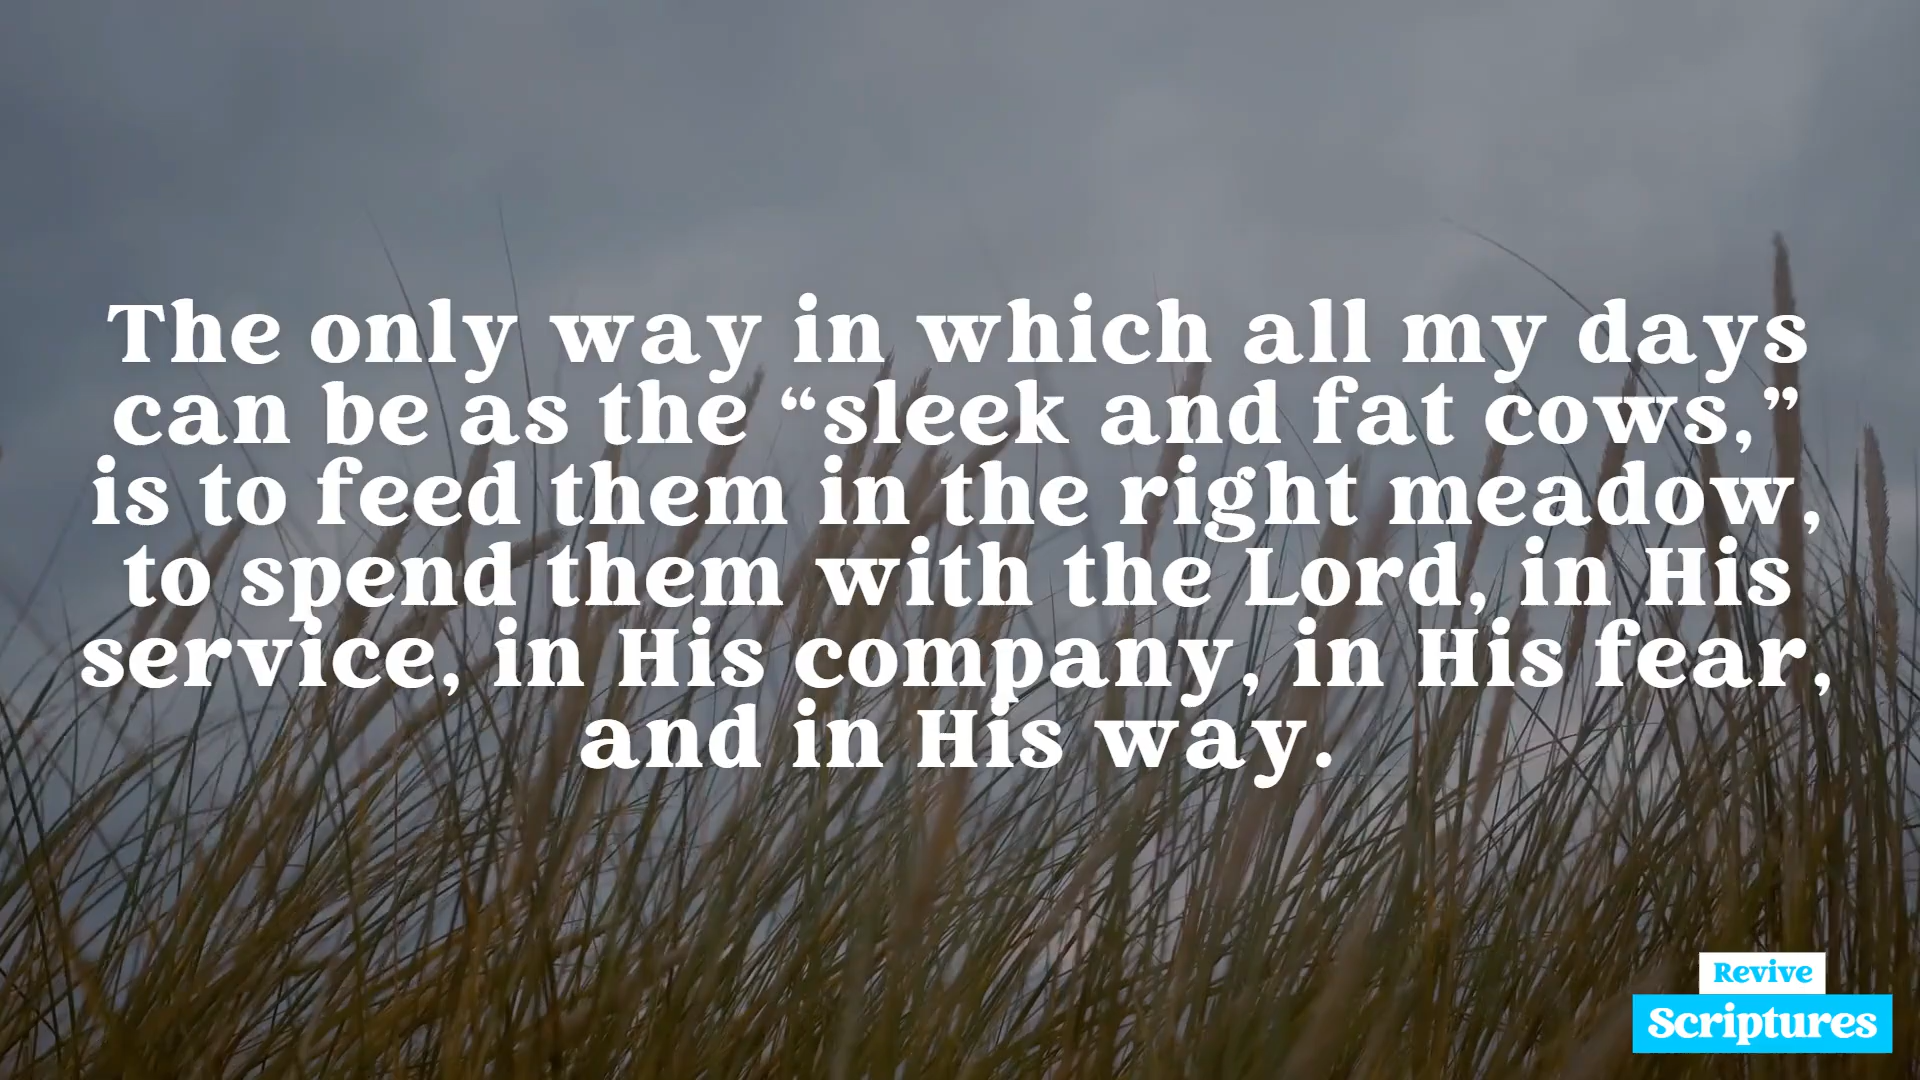 The only way in which all my days
can be as the “sleek and fat cows,”
is to feed them in the right meadow,
to spend them with the Lord, in His
service, in His company, in His fear,
and in His way.
Revive
Scriptures